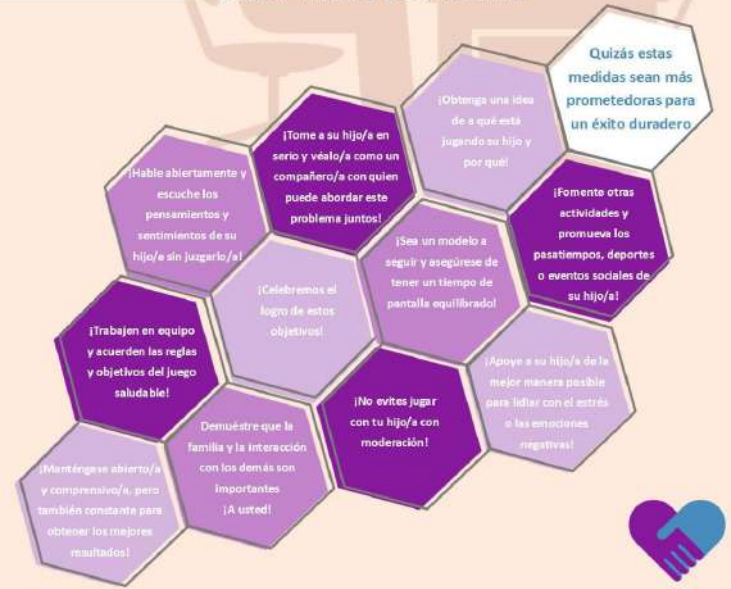 Quizás estas
medidas sean más
prometedoras para
un éxito duradero
¡Obtenga una idea
de a qué está
jugando su hijo y
por qué!
¡Tome a su hijo/a en
serio y véalo/a como un
compañero/a con quien
puede abordar este
problema juntos!
¡Hable abiertamente y
escuche los
pensamientos y
sentimientos de su
hijo/a sin juzgarlo/a!
¡Fomente otras
actividades y
promueva los
pasatiempos, deportes
o eventos sociales de
su hijo/a!
¡Sea un modelo a
seguir y asegúrese de
tener un tiempo de
pantalla equilibrado!
¡Celebremos el
logro de estos
objetivos!
¡Trabajen en equipo
y acuerden las reglas
y objetivos del juego
saludable!
¡Apoye a su hijo/a de la
mejor manera posible
para lidiar con el estrés
o las emociones
negativas!
¡No evites jugar
con tu hijo/a con
moderación!
Demuéstre que la
familia y la interacción
con los demás son
importantes
¡A usted!
¡Manténgase abierto/a
y comprensivo/a, pero
también constante para
obtener los mejores
resultados!